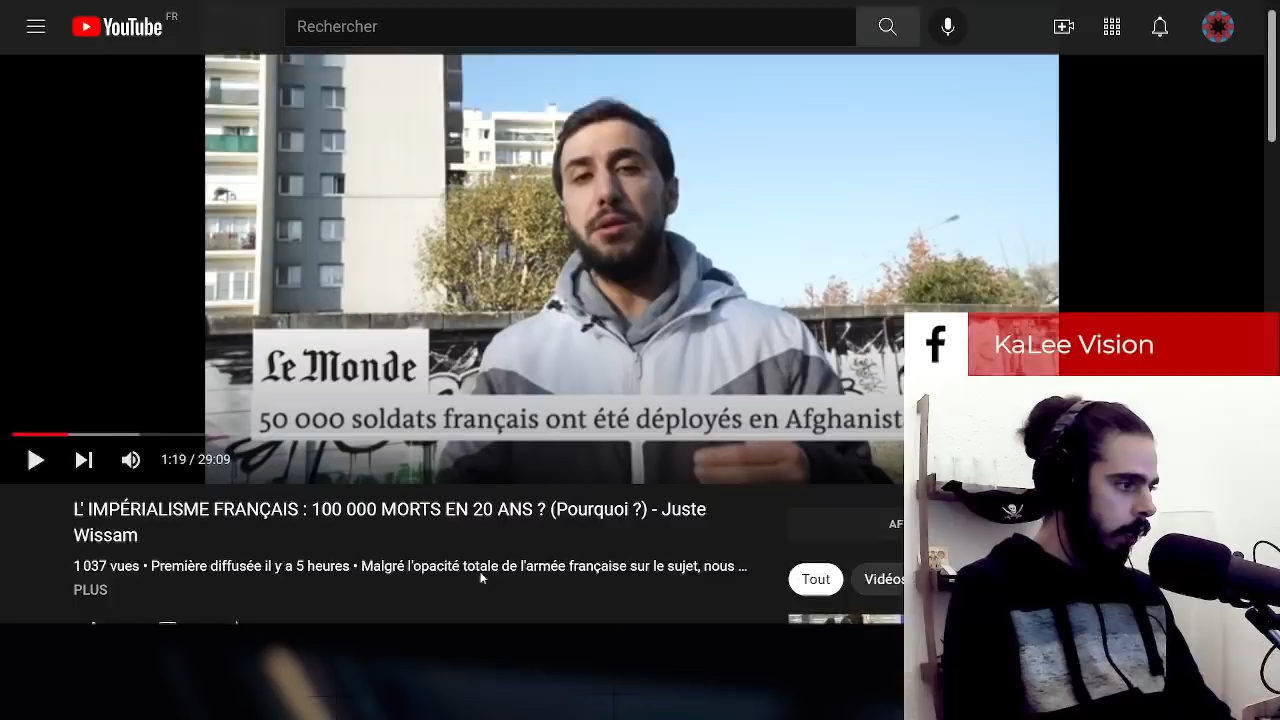 YouTube FR
Rechercher
Le Monde
50 000 soldats français ont été déployés en Afghanist
KaLee Vision
1:19 / 29:09
L' IMPÉRIALISME FRANÇAIS : 100 000 MORTS EN 20 ANS ? (Pourquoi ?) - Juste
Wissam
1 037 vues • Première diffusée il y a 5 heures • Malgré l'opacité totale de l'armée française sur le sujet, nous ...
PLUS
AF
Tout
Vidéos